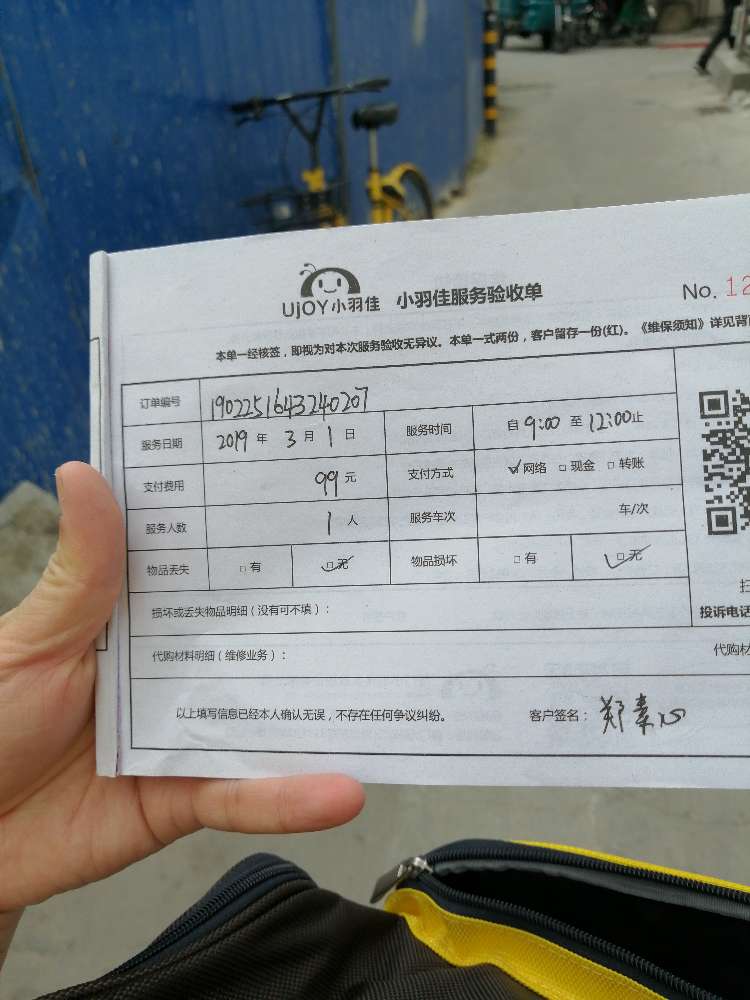 UjOY小羽佳 小羽佳服务验收单 No. 12
本单一经核签，即视为对本次服务验收无异议。本单一式两份，客户留存一份(红)。《维保须知》详见背面
订单编号 1902251643240207
服务日期 2019 年 3 月 1 日 服务时间 自 9:00 至 12:00 止
支付费用 99 元 支付方式 ☑网络 □现金 □转账
服务人数 1 人 服务车次 车/次
物品丢失 □有 ☑无 物品损坏 □有 ☑无
损坏或丢失物品明细（没有可不填）： 投诉电话
代购材料明细（维修业务）： 代购材
以上填写信息已经本人确认无误，不存在任何争议纠纷。 客户签名：郑素心